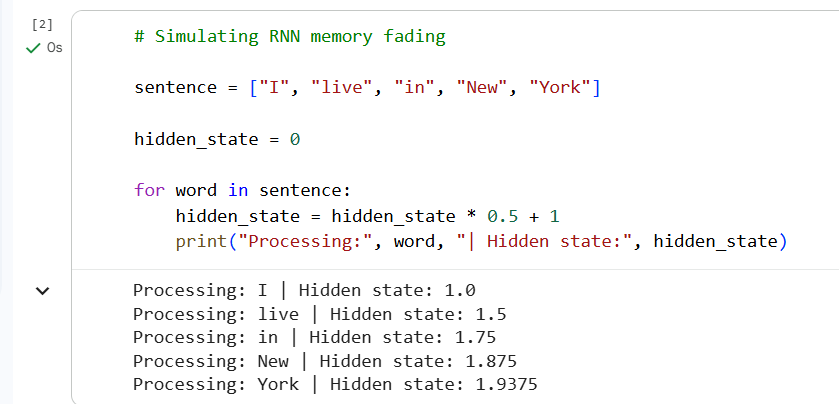 [2]
0s
# Simulating RNN memory fading
sentence = ["I", "live", "in", "New", "York"]
hidden_state = 0
for word in sentence:
    hidden_state = hidden_state * 0.5 + 1
    print("Processing:", word, "| Hidden state:", hidden_state)
Processing: I | Hidden state: 1.0
Processing: live | Hidden state: 1.5
Processing: in | Hidden state: 1.75
Processing: New | Hidden state: 1.875
Processing: York | Hidden state: 1.9375